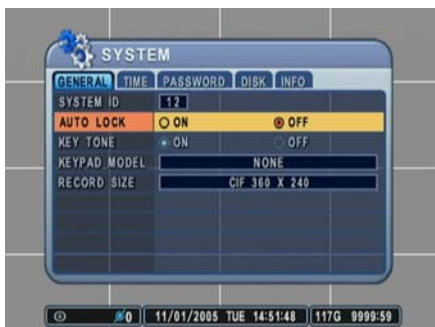 SYSTEM
GENERAL TIME PASSWORD DISK INFO
SYSTEM ID 12
AUTO LOCK ON OFF
KEY TONE ON OFF
KEYPAD MODEL NONE
RECORD SIZE CIF 360 X 240
0 11/01/2005 TUE 14:51:48 117G 9999:59